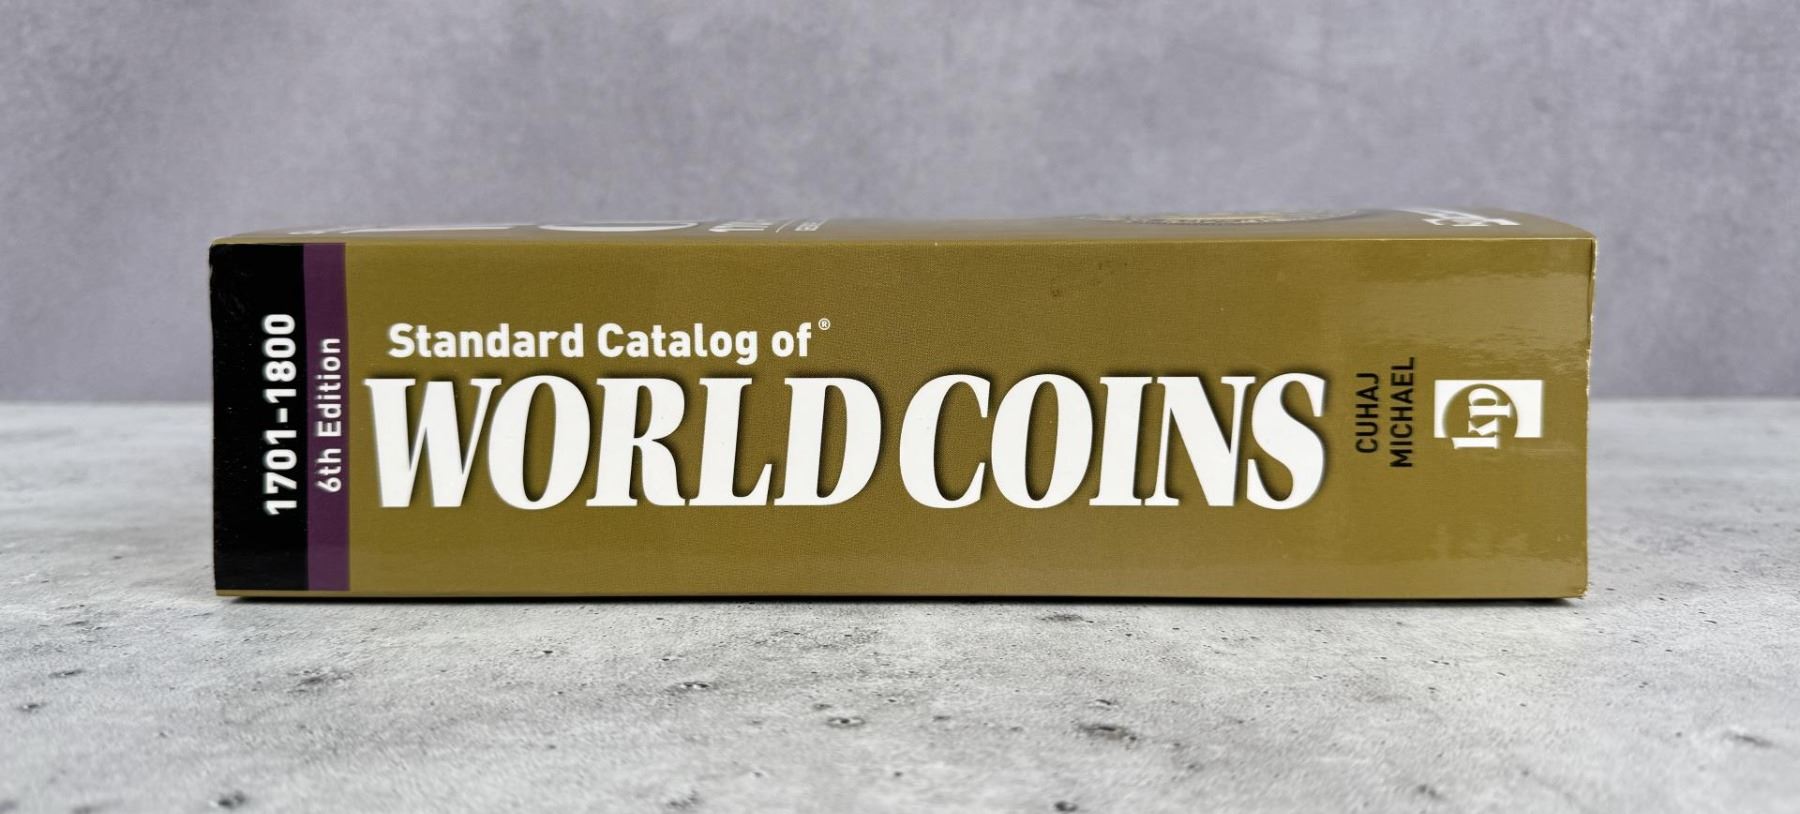 1701-1800
6th Edition
Standard Catalog of®
WORLD COINS
CUHAJ
MICHAEL
kp